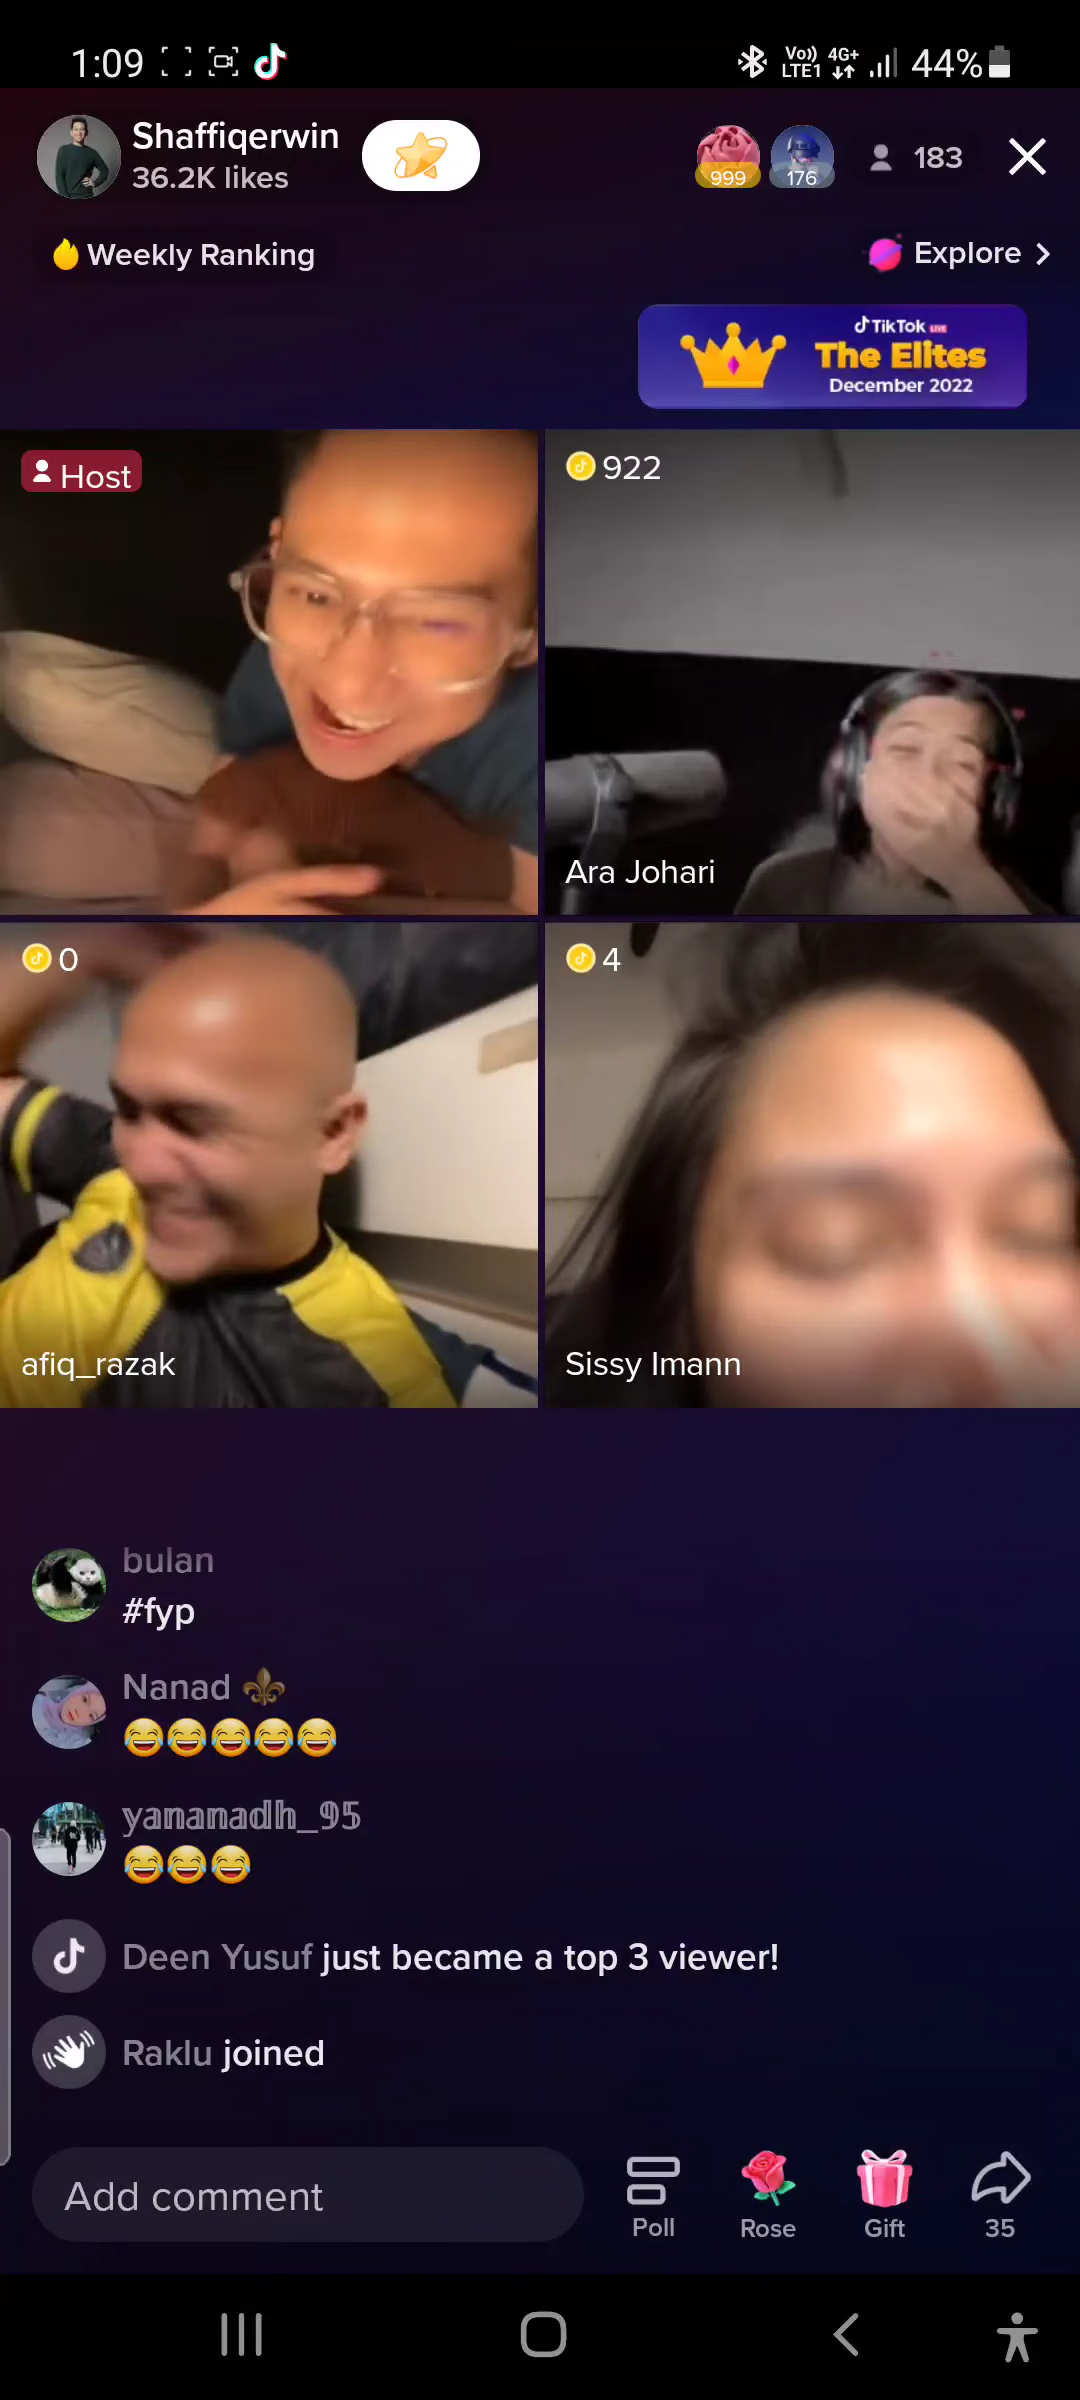 1:09
Vo)) LTE1 4G+ 44%
Shaffiqerwin
36.2K likes
999
176
183
Weekly Ranking
Explore
TikTok LIVE
The Elites
December 2022
Host
922
Ara Johari
0
afiq_razak
4
Sissy Imann
bulan
#fyp
Nanad ⚜
😂😂😂😂😂
𝕪𝕒𝕟𝕒𝕟𝕒𝕕𝕙_𝟡𝟝
😂😂😂
Deen Yusuf just became a top 3 viewer!
Raklu joined
Add comment
Poll
Rose
Gift
35